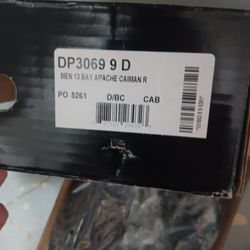 DP3069 9 D
MEN 13 BAY APACHE CAIMAN R
PO 5261
D/BC
CAB